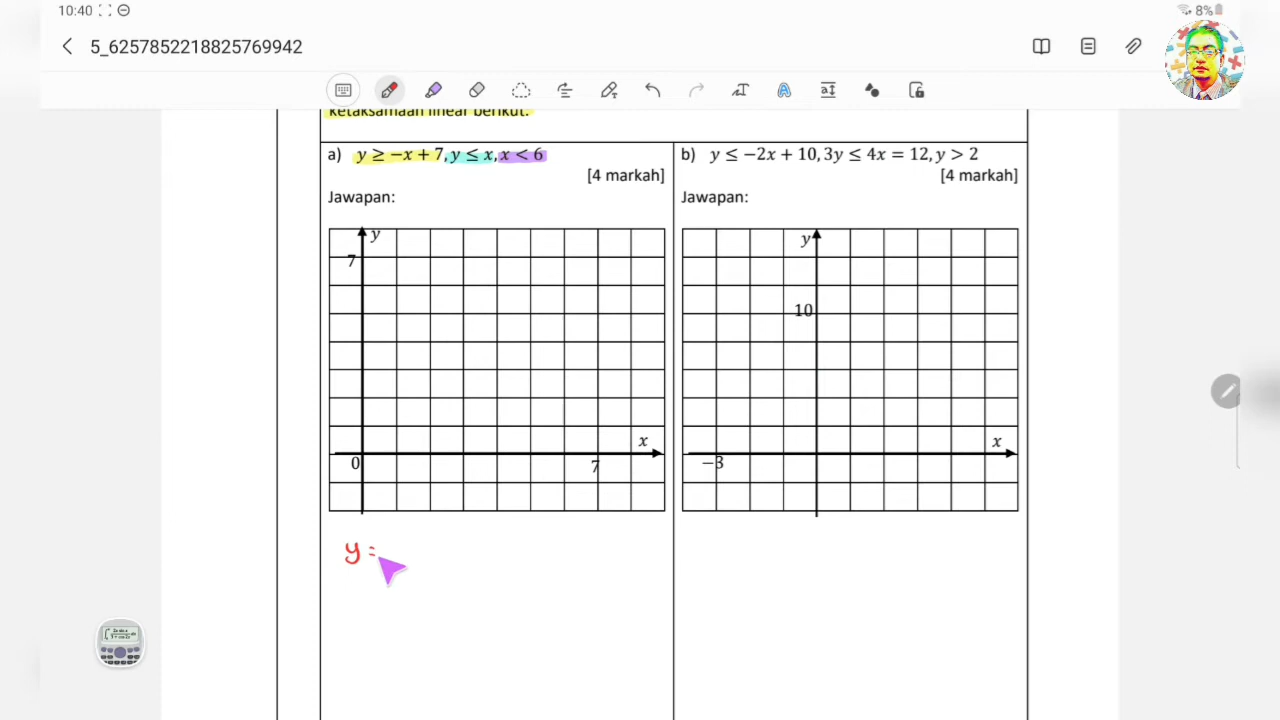 10:40
8%
5_6257852218825769942
ketaksamaan linear berikut.
a) y ≥ −x + 7, y ≤ x, x < 6
[4 markah]
Jawapan:
y
7
0
7
x
y =
b) y ≤ −2x + 10, 3y ≤ 4x = 12, y > 2
[4 markah]
Jawapan:
y
10
−3
x